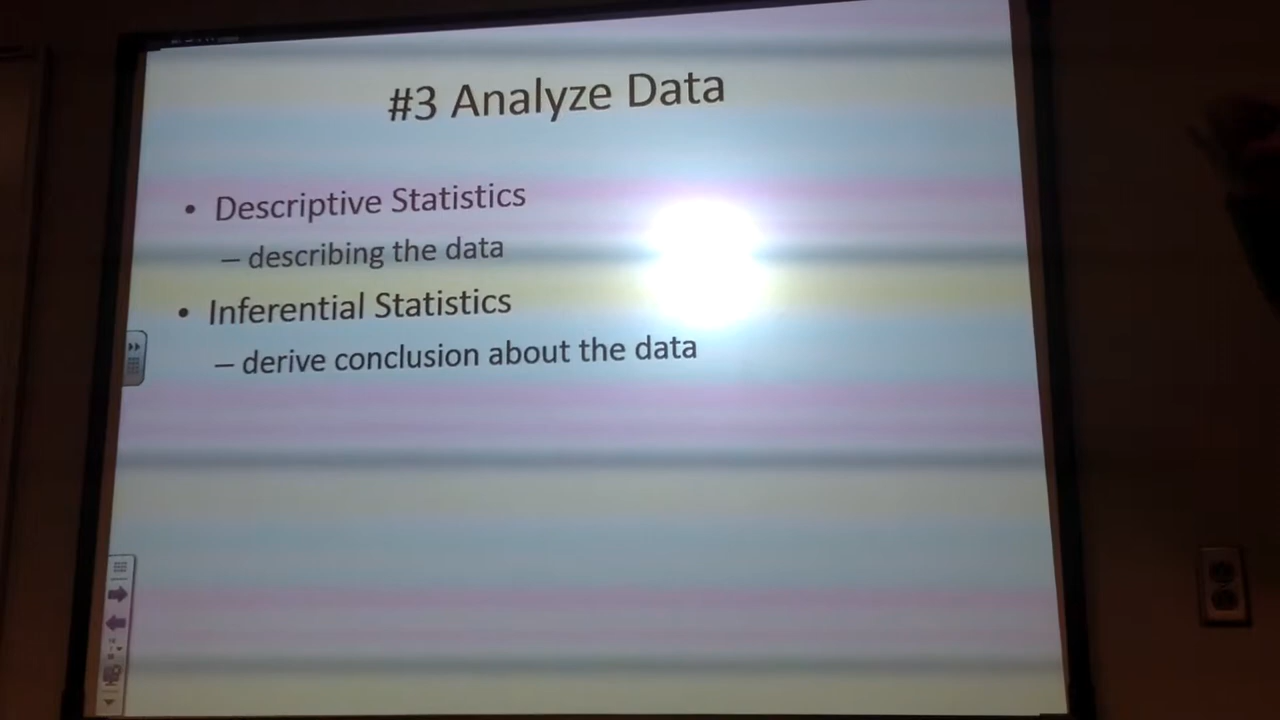 #3 Analyze Data
• Descriptive Statistics
– describing the data
• Inferential Statistics
– derive conclusion about the data